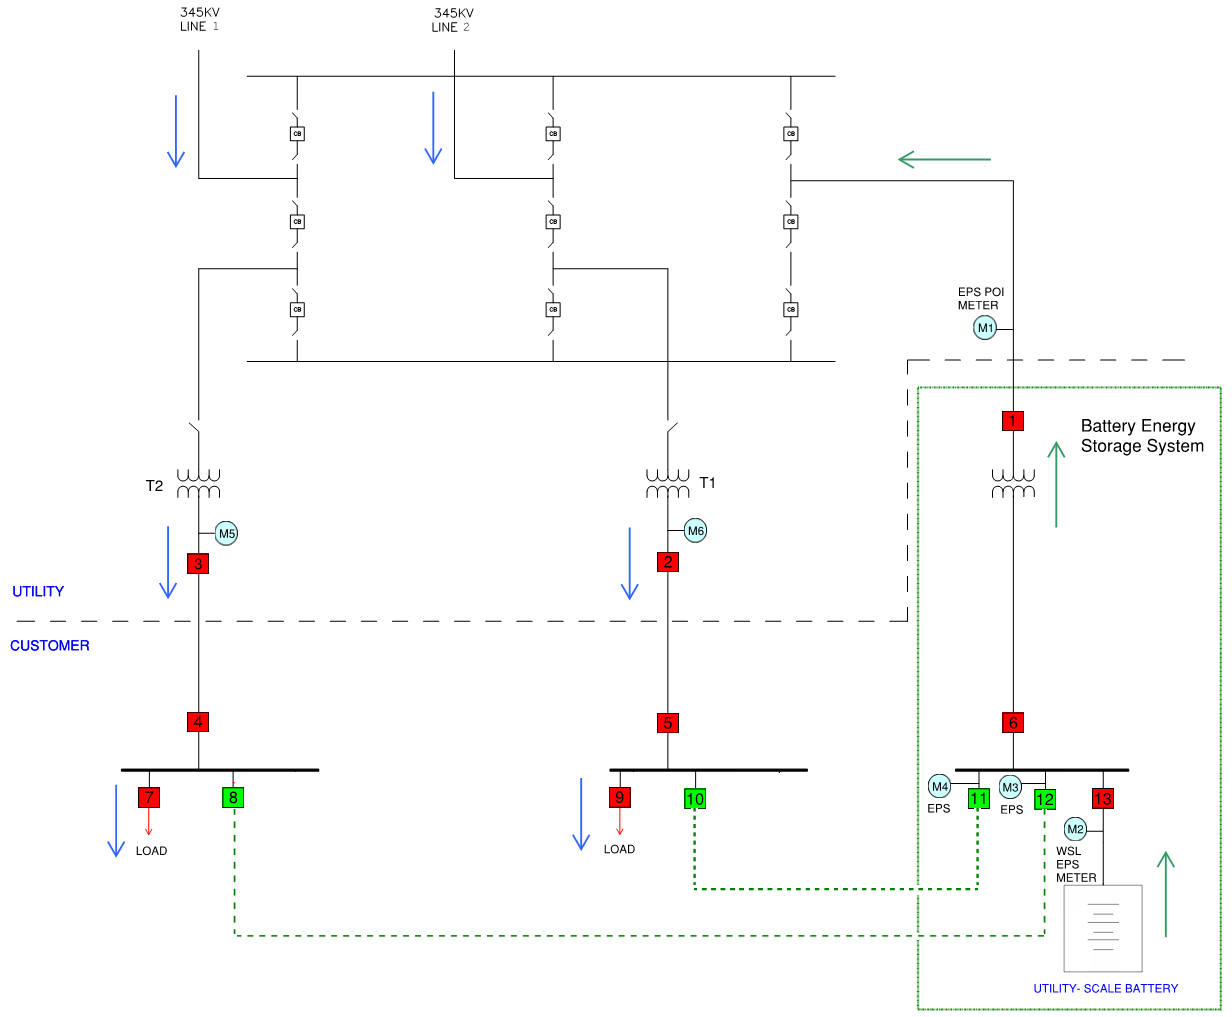 345KV
LINE 1
345KV
LINE 2
CB
CB
CB
CB
CB
CB
CB
CB
CB
EPS POI
METER
M1
1
Battery Energy
Storage System
T2
T1
M5
M6
3
2
UTILITY
CUSTOMER
4
5
6
7
8
9
10
M4
EPS
11
M3
EPS
12
13
LOAD
LOAD
M2
WSL
EPS
METER
UTILITY- SCALE BATTERY